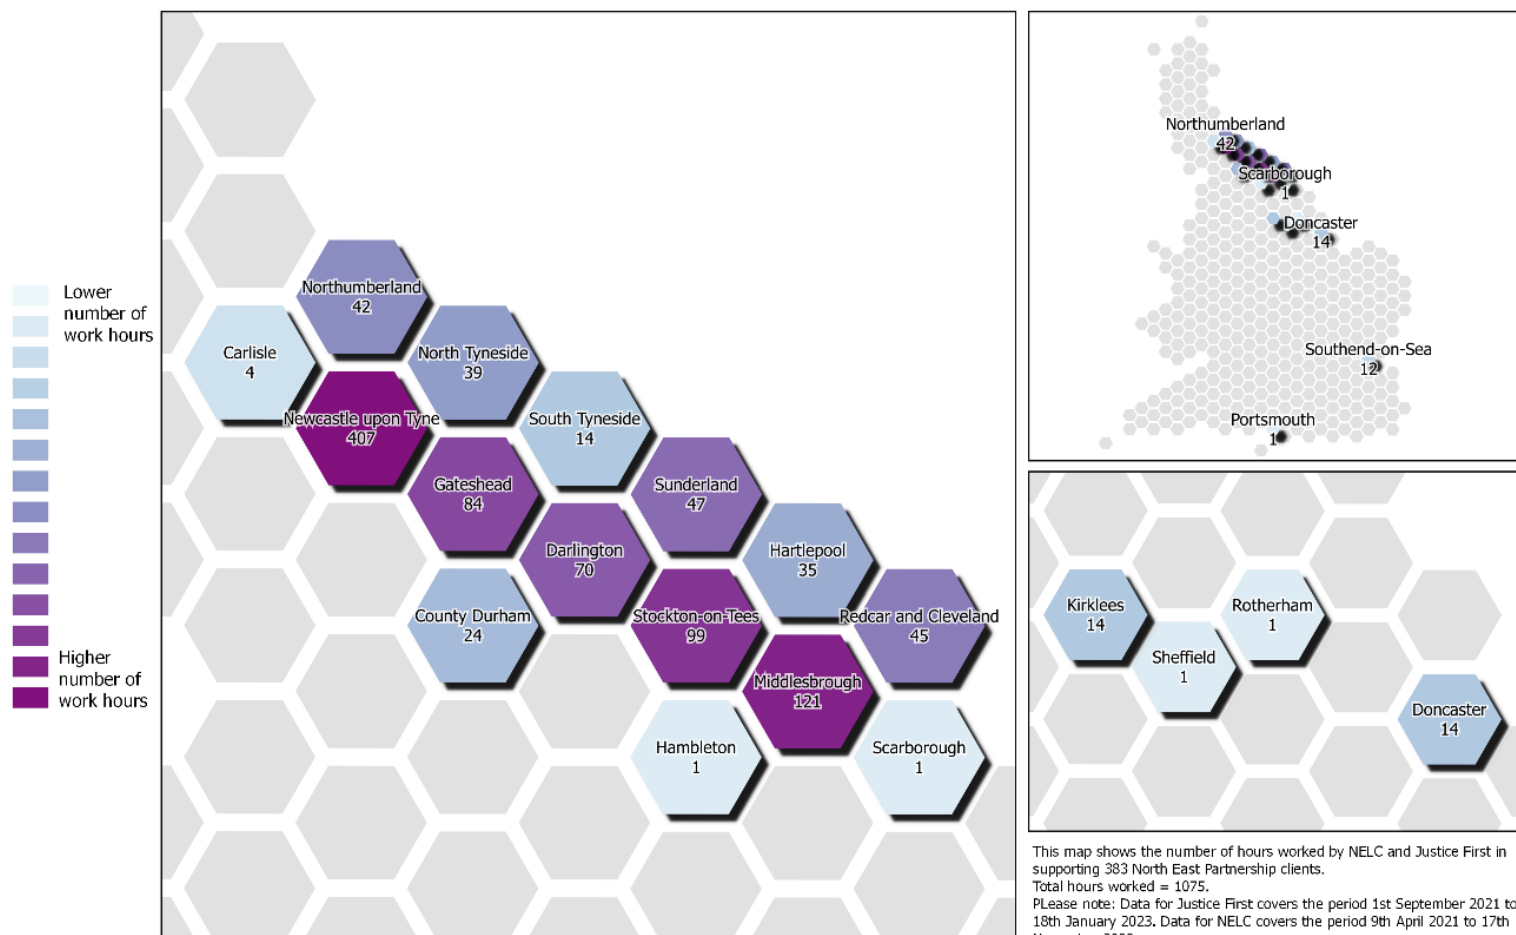 Lower
number of
work hours
Higher
number of
work hours
Northumberland
42
Carlisle
4
North Tyneside
39
Newcastle upon Tyne
407
South Tyneside
14
Gateshead
84
Sunderland
47
Darlington
70
Hartlepool
35
County Durham
24
Stockton-on-Tees
99
Redcar and Cleveland
45
Middlesbrough
121
Hambleton
1
Scarborough
1
Northumberland
42
Scarborough
1
Doncaster
14
Southend-on-Sea
12
Portsmouth
1
Kirklees
14
Rotherham
1
Sheffield
1
Doncaster
14
This map shows the number of hours worked by NELC and Justice First in
supporting 383 North East Partnership clients.
Total hours worked = 1075.
PLease note: Data for Justice First covers the period 1st September 2021 to
18th January 2023. Data for NELC covers the period 9th April 2021 to 17th